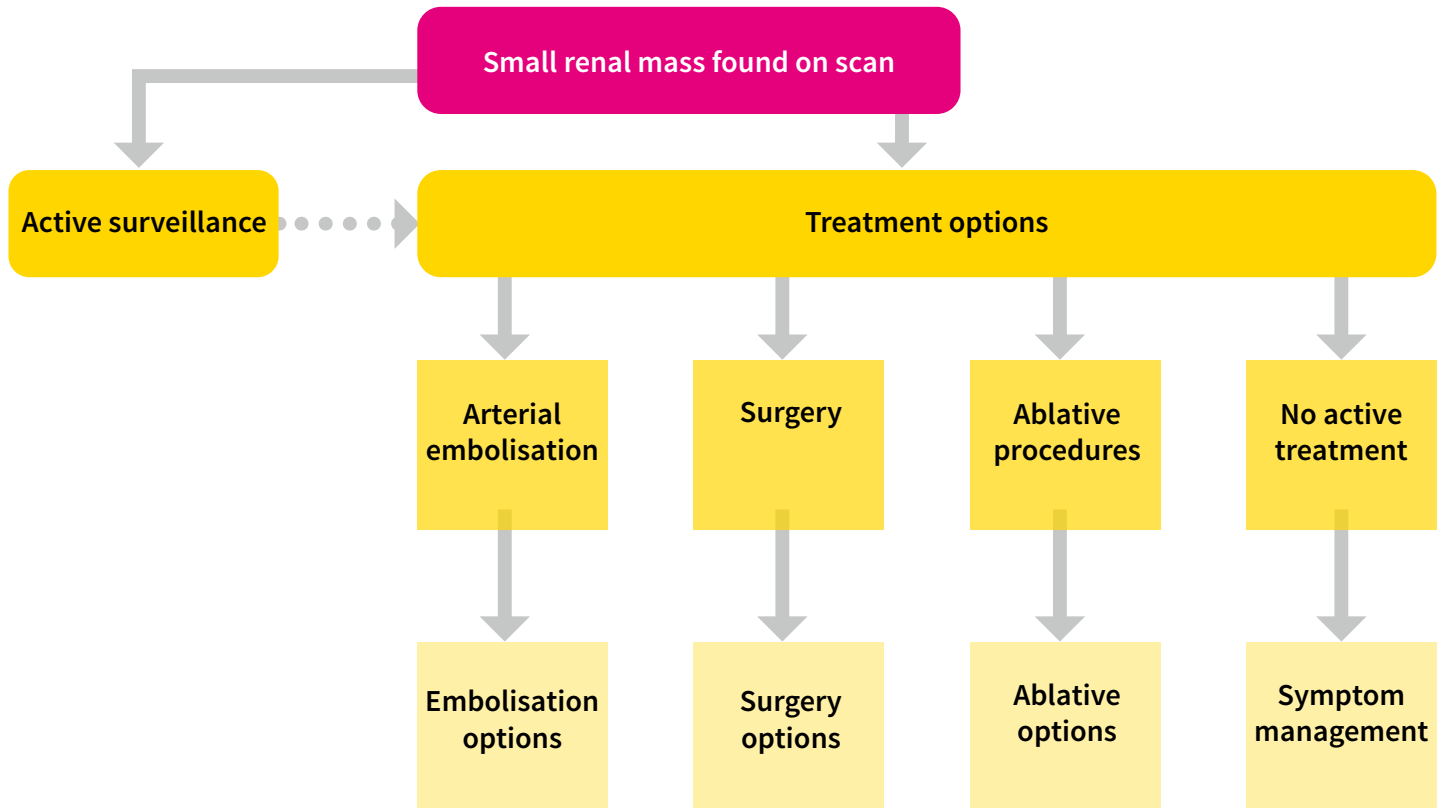 Small renal mass found on scan
Active surveillance
Treatment options
Arterial
embolisation
Surgery
Ablative
procedures
No active
treatment
Embolisation
options
Surgery
options
Ablative
options
Symptom
management